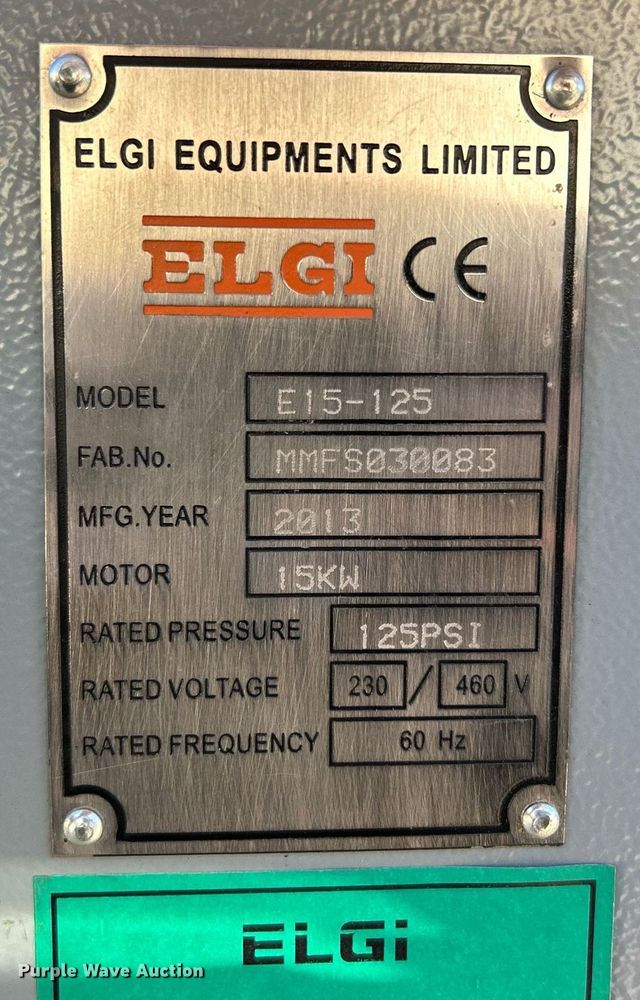 ELGI EQUIPMENTS LIMITED
ELGI CE
MODEL E15-125
FAB.No. MMFS030083
MFG.YEAR 2013
MOTOR 15KW
RATED PRESSURE 125PSI
RATED VOLTAGE 230 / 460 V
RATED FREQUENCY 60 Hz
ELGi
Purple Wave Auction